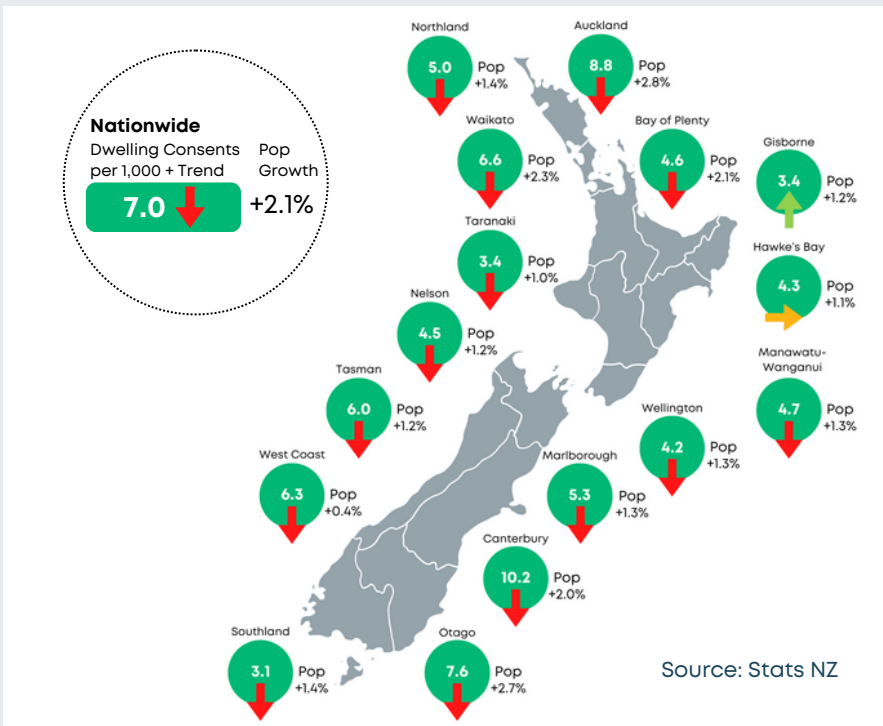 Northland
5.0
Pop
+1.4%
Auckland
8.8
Pop
+2.8%
Nationwide
Dwelling Consents
per 1,000 + Trend
Pop
Growth
7.0
+2.1%
Waikato
6.6
Pop
+2.3%
Bay of Plenty
4.6
Pop
+2.1%
Gisborne
3.4
Pop
+1.2%
Taranaki
3.4
Pop
+1.0%
Hawke's Bay
4.3
Pop
+1.1%
Nelson
4.5
Pop
+1.2%
Manawatu-
Wanganui
4.7
Pop
+1.3%
Tasman
6.0
Pop
+1.2%
Wellington
4.2
Pop
+1.3%
West Coast
6.3
Pop
+0.4%
Marlborough
5.3
Pop
+1.3%
Canterbury
10.2
Pop
+2.0%
Southland
3.1
Pop
+1.4%
Otago
7.6
Pop
+2.7%
Source: Stats NZ